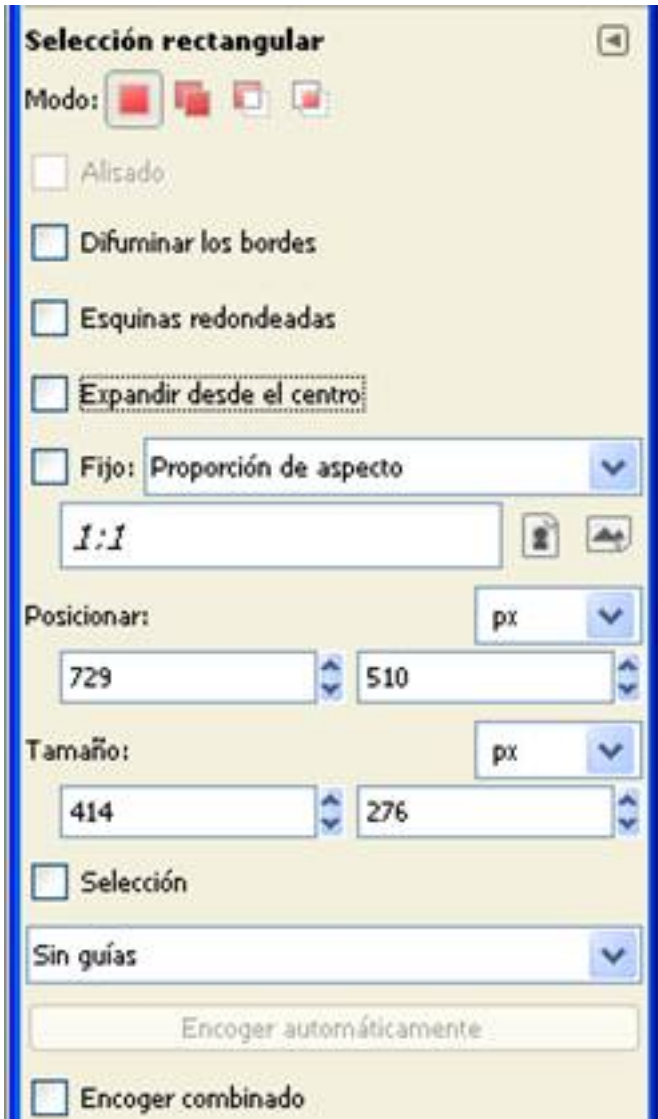 Selección rectangular
Modo:
Alisado
Difuminar los bordes
Esquinas redondeadas
Expandir desde el centro
Fijo: Proporción de aspecto
1:1
Posicionar: px
729 510
Tamaño: px
414 276
Selección
Sin guías
Encoger automáticamente
Encoger combinado